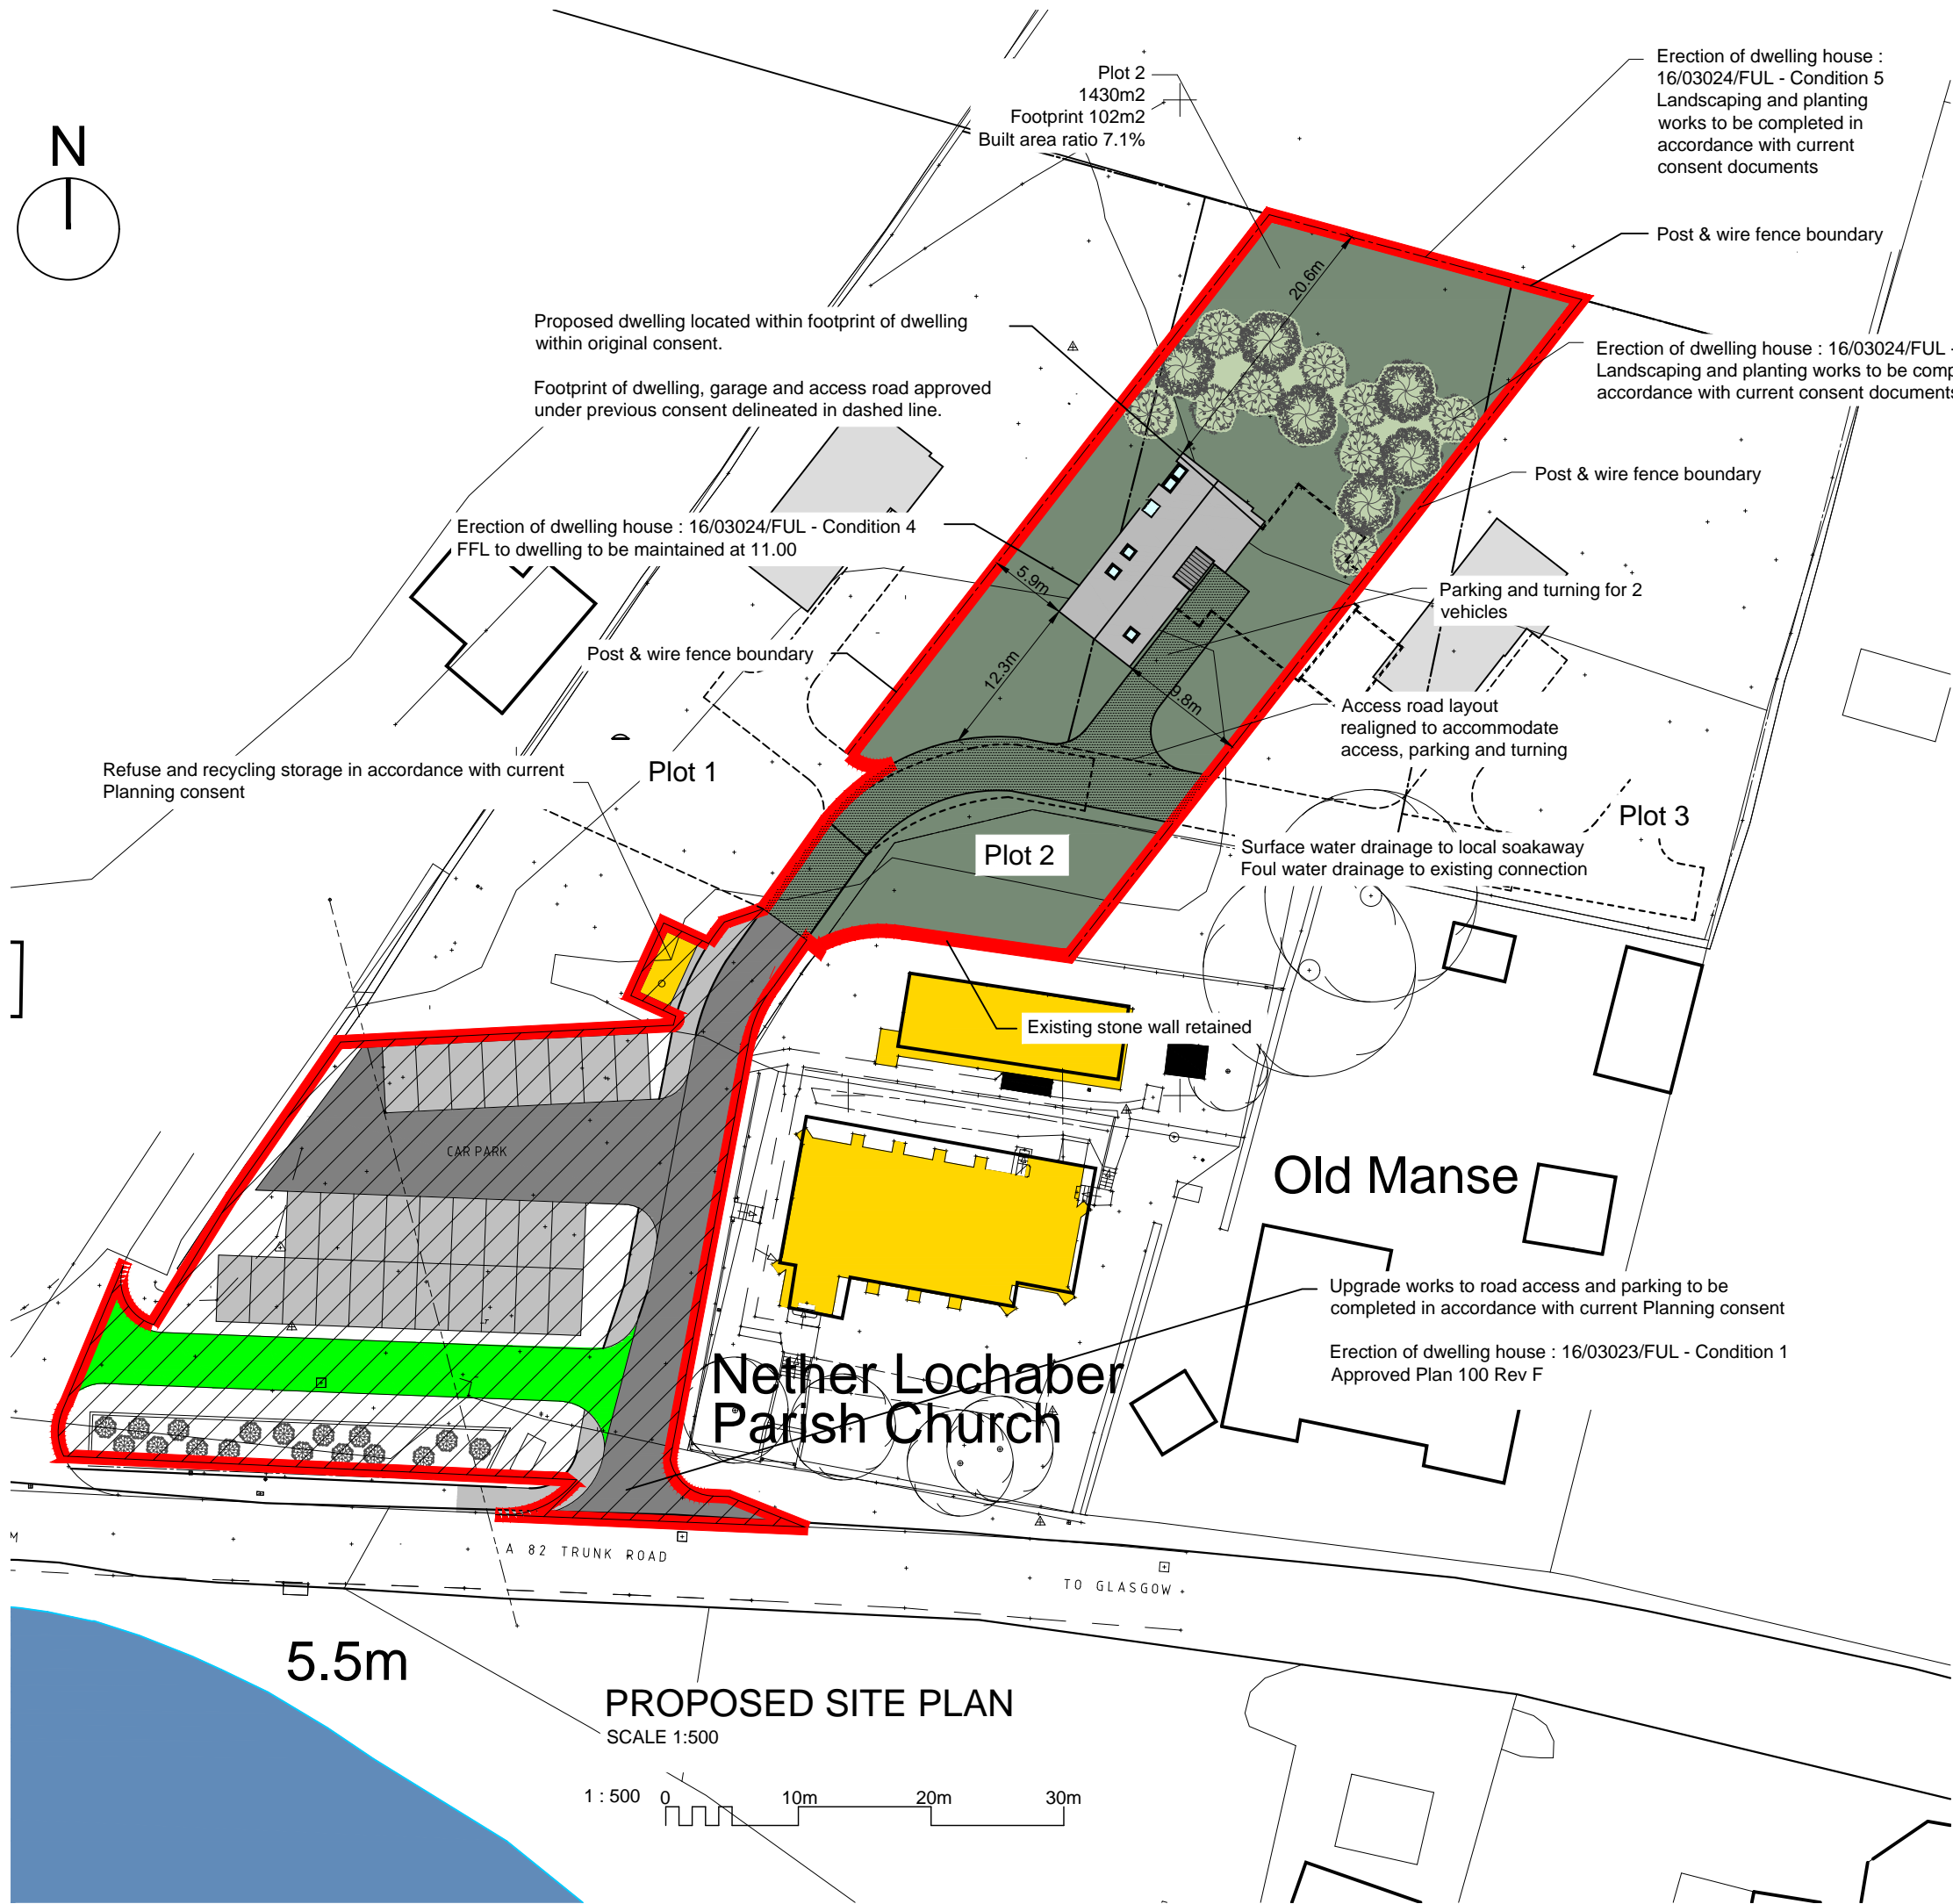 N
Plot 2
1430m2
Footprint 102m2
Built area ratio 7.1%
Erection of dwelling house :
16/03024/FUL - Condition 5
Landscaping and planting
works to be completed in
accordance with current
consent documents
Post & wire fence boundary
20.6m
Proposed dwelling located within footprint of dwelling
within original consent.
Footprint of dwelling, garage and access road approved
under previous consent delineated in dashed line.
Erection of dwelling house : 16/03024/FUL -
Landscaping and planting works to be comp
accordance with current consent documents
Post & wire fence boundary
Erection of dwelling house : 16/03024/FUL - Condition 4
FFL to dwelling to be maintained at 11.00
5.9m
Parking and turning for 2
vehicles
Post & wire fence boundary
12.3m
9.8m
Access road layout
realigned to accommodate
access, parking and turning
Refuse and recycling storage in accordance with current
Planning consent
Plot 1
Plot 3
Plot 2
Surface water drainage to local soakaway
Foul water drainage to existing connection
Existing stone wall retained
CAR PARK
Old Manse
Upgrade works to road access and parking to be
completed in accordance with current Planning consent
Erection of dwelling house : 16/03023/FUL - Condition 1
Approved Plan 100 Rev F
Nether Lochaber
Parish Church
M
A 82 TRUNK ROAD
TO GLASGOW
5.5m
PROPOSED SITE PLAN
SCALE 1:500
1 : 500 0 10m 20m 30m